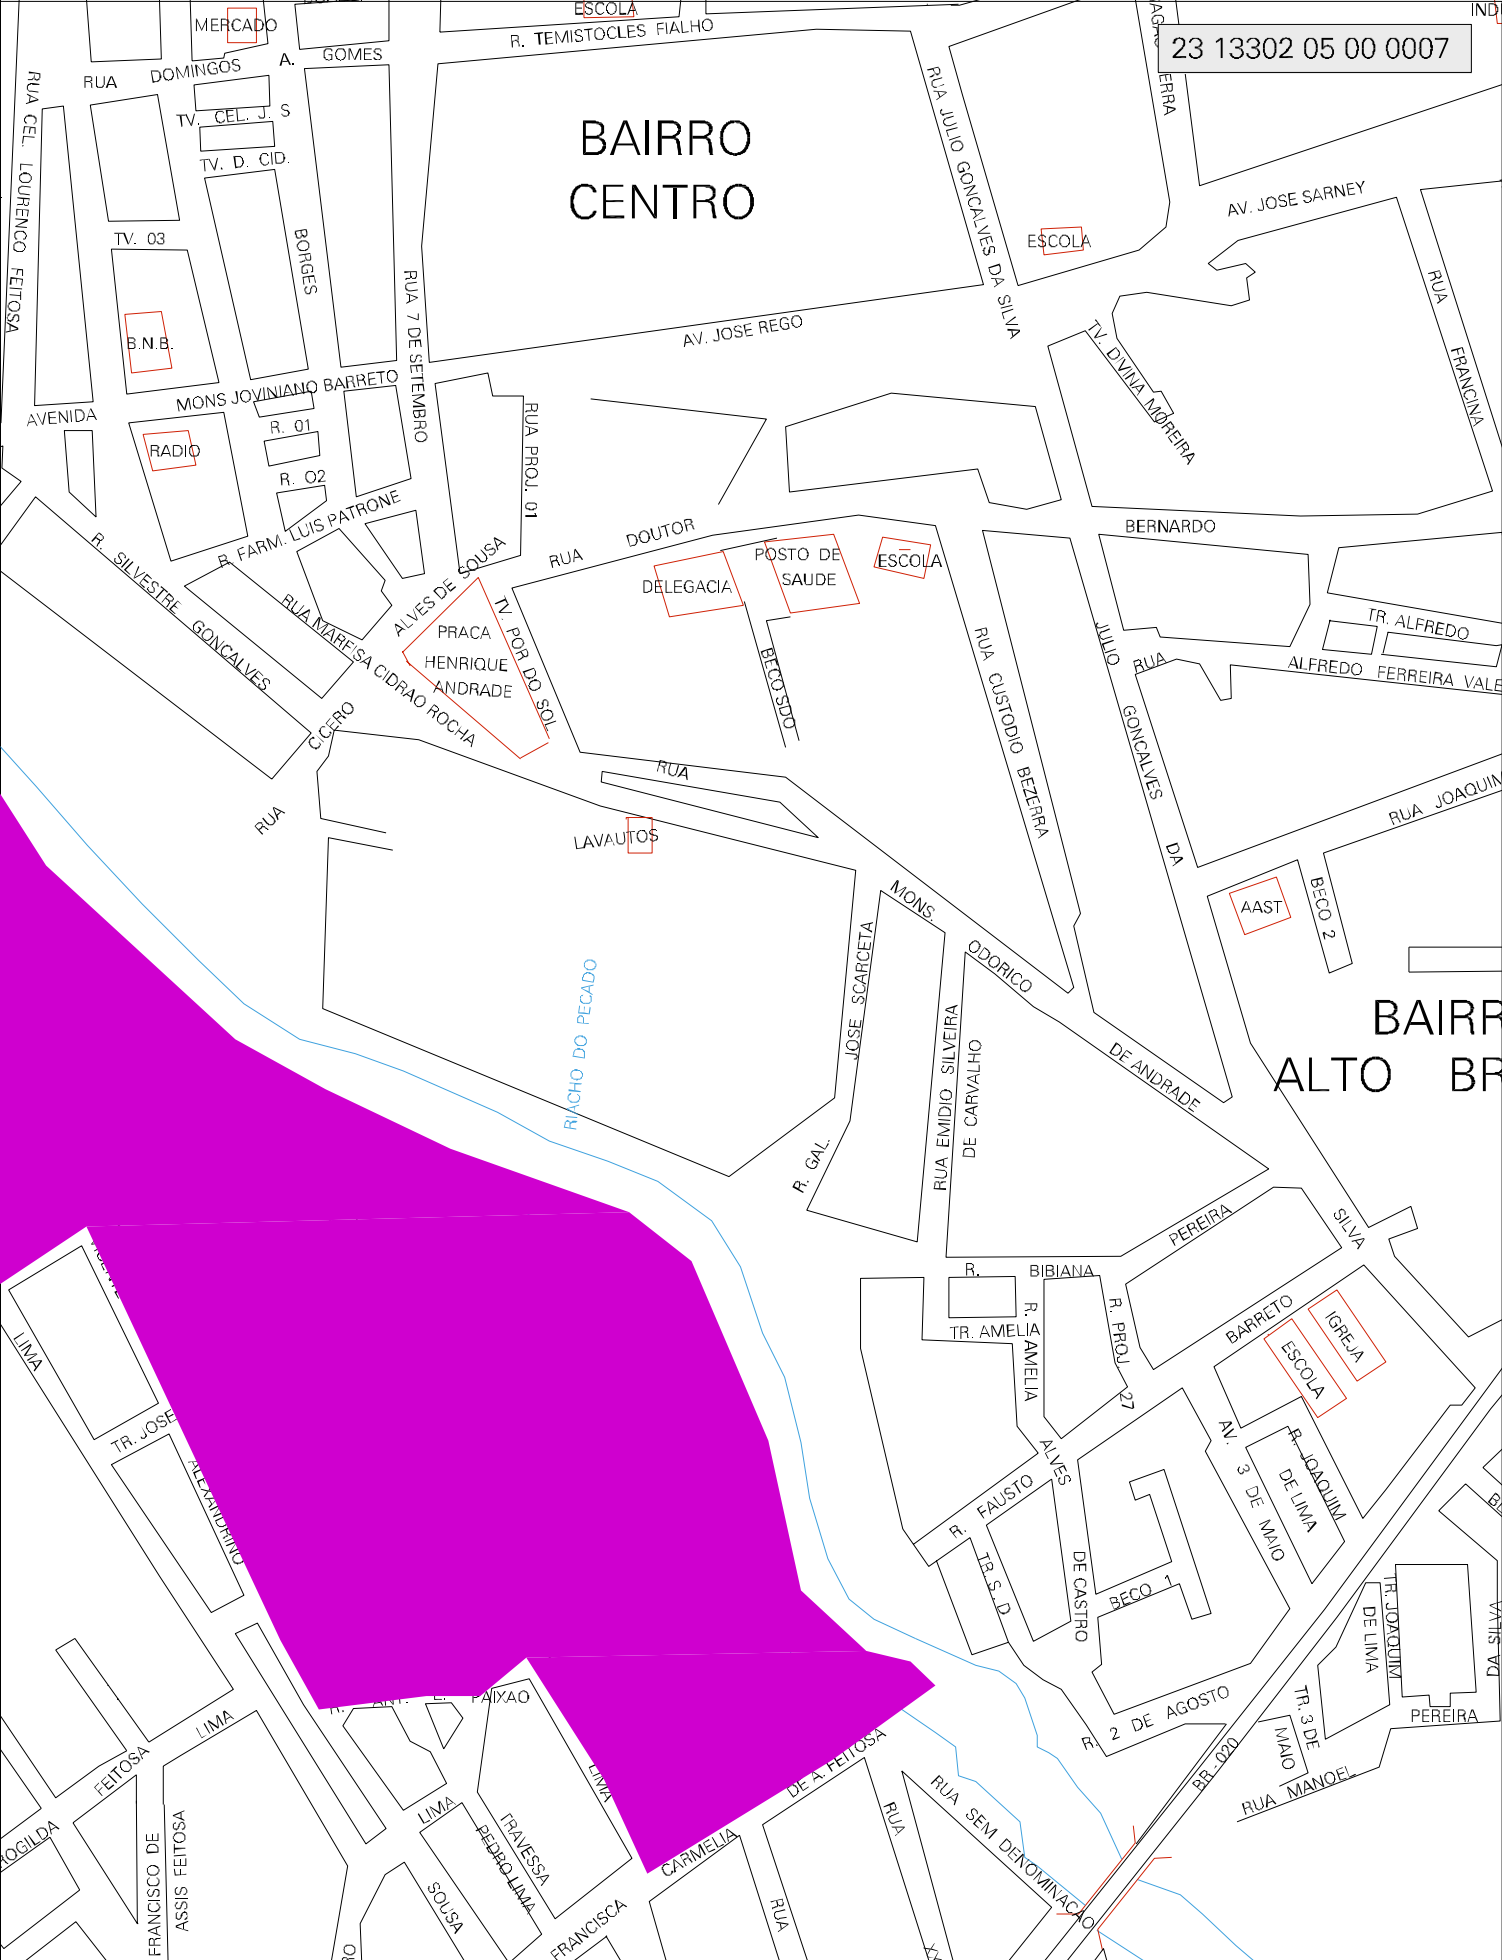 ESCOLA
MERCADO
R. TEMISTOCLES FIALHO
23 13302 05 00 0007
RUA DOMINGOS A. GOMES
RUA CEL. LOURENCO FEITOSA
TV. CEL. J. S
TV. D. CID.
BAIRRO
CENTRO
RUA JULIO GONCALVES DA SILVA
AV. JOSE SARNEY
ESCOLA
TV. 03
BORGES
RUA 7 DE SETEMBRO
RUA FRANCINA
B.N.B.
AV. JOSE REGO
TV. DIVINA MOREIRA
AVENIDA MONS JOVINIANO BARRETO
R. 01
RADIO
R. O2
RUA PROJ. 01
R. FARM. LUIS PATRONE
RUA DOUTOR
BERNARDO
R. SILVESTRE GONCALVES
ALVES DE SOUSA
POSTO DE
SAUDE
ESCOLA
DELEGACIA
RUA MARFISA CIDRAO ROCHA
PRACA
HENRIQUE
ANDRADE
TV. POR DO SOL
BECO SDO
RUA CUSTODIO BEZERRA
JULIO GONCALVES DA SILVA
TR. ALFREDO
RUA ALFREDO FERREIRA VALE
RUA CICERO
RUA MONS. ODORICO DE ANDRADE
LAVAUTOS
RUA JOAQUIM
AAST
BECO 2
RIACHO DO PECADO
R. GAL. JOSE SCARCETA
RUA EMIDIO SILVEIRA
DE CARVALHO
BAIRR
ALTO BR
R. BIBIANA PEREIRA
TR. AMELIA
R. AMELIA ALVES DE CASTRO
R. PROJ. 27
R. FAUSTO BARRETO
IGREJA
ESCOLA
AV. 3 DE MAIO
R. JOAQUIM
DE LIMA
LIMA
TR. JOSE
ALEXANDRINO
TR. S. D
BECO 1
R. 2 DE AGOSTO
TR. JOAQUIM
DE LIMA
DA SILVA
TR. 3 DE
MAIO
RUA MANOEL PEREIRA
BR - 020
PAIXAO
LIMA
FEITOSA LIMA
LIMA
TRAVESSA
PEDRO LIMA
SOUSA
FRANCISCO DE
ASSIS FEITOSA
FRANCISCA CARMELIA DE A. FEITOSA
RUA
RUA
RUA SEM DENOMINACAO